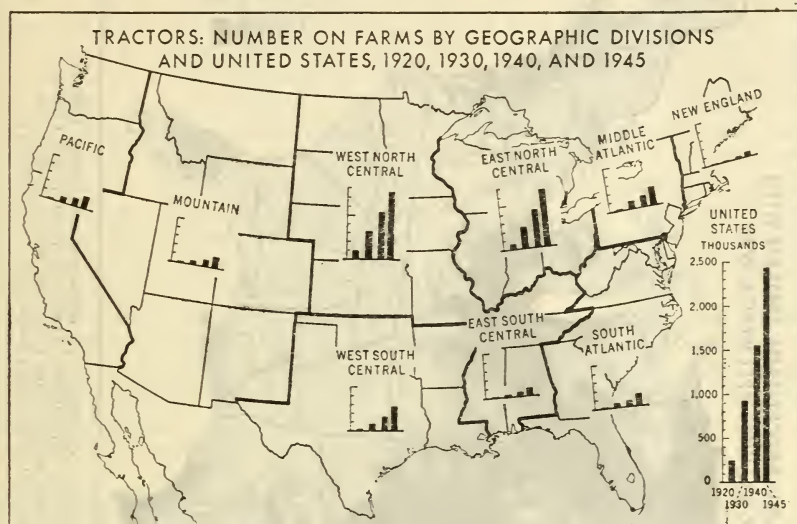 TRACTORS: NUMBER ON FARMS BY GEOGRAPHIC DIVISIONS
AND UNITED STATES, 1920, 1930, 1940, AND 1945
NEW ENGLAND
MIDDLE
ATLANTIC
PACIFIC
WEST NORTH
CENTRAL
EAST NORTH
CENTRAL
MOUNTAIN
UNITED
STATES
THOUSANDS
2,500
2,000
1,500
1,000
500
0
EAST SOUTH
CENTRAL
SOUTH
ATLANTIC
WEST SOUTH
CENTRAL
1920 1940
1930 1945